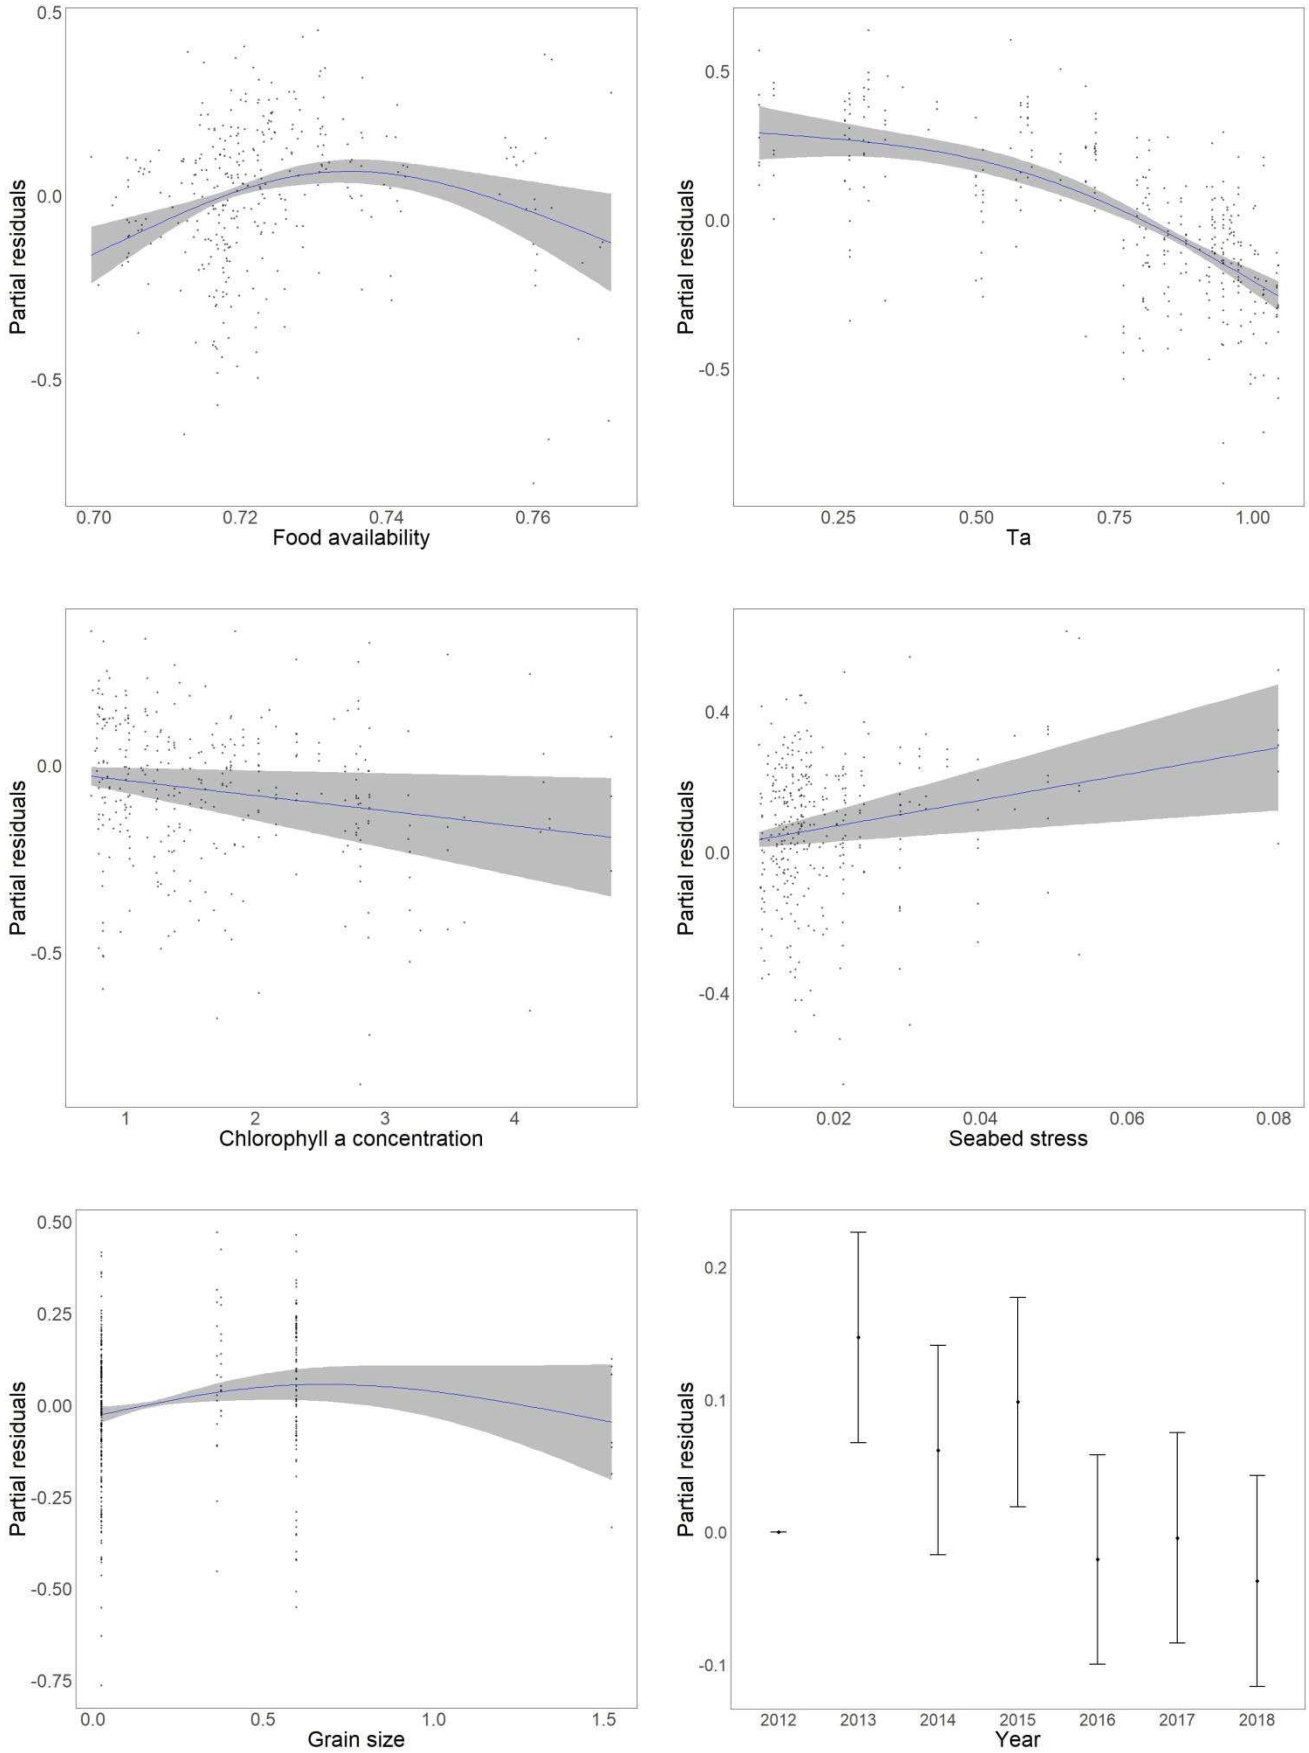 0.5
0.0
-0.5
Partial residuals
0.70 0.72 0.74 0.76
Food availability
0.5
0.0
-0.5
Partial residuals
0.25 0.50 0.75 1.00
Ta
0.0
-0.5
Partial residuals
1 2 3 4
Chlorophyll a concentration
0.4
0.0
-0.4
Partial residuals
0.02 0.04 0.06 0.08
Seabed stress
0.50
0.25
0.00
-0.25
-0.50
-0.75
Partial residuals
0.0 0.5 1.0 1.5
Grain size
0.2
0.1
0.0
-0.1
Partial residuals
2012 2013 2014 2015 2016 2017 2018
Year